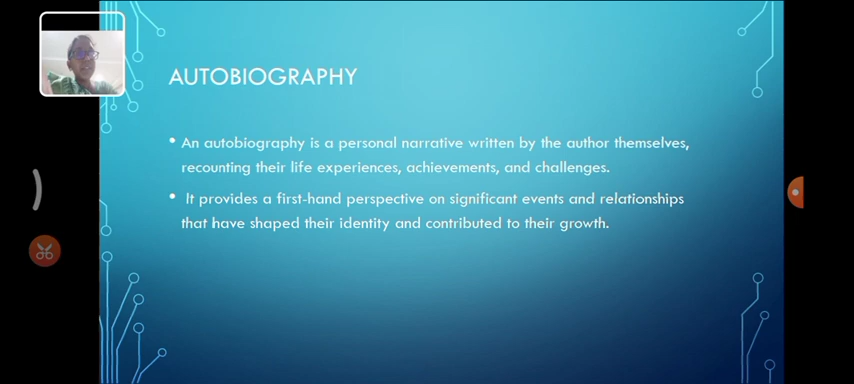 AUTOBIOGRAPHY
• An autobiography is a personal narrative written by the author themselves,
recounting their life experiences, achievements, and challenges.
• It provides a first-hand perspective on significant events and relationships
that have shaped their identity and contributed to their growth.